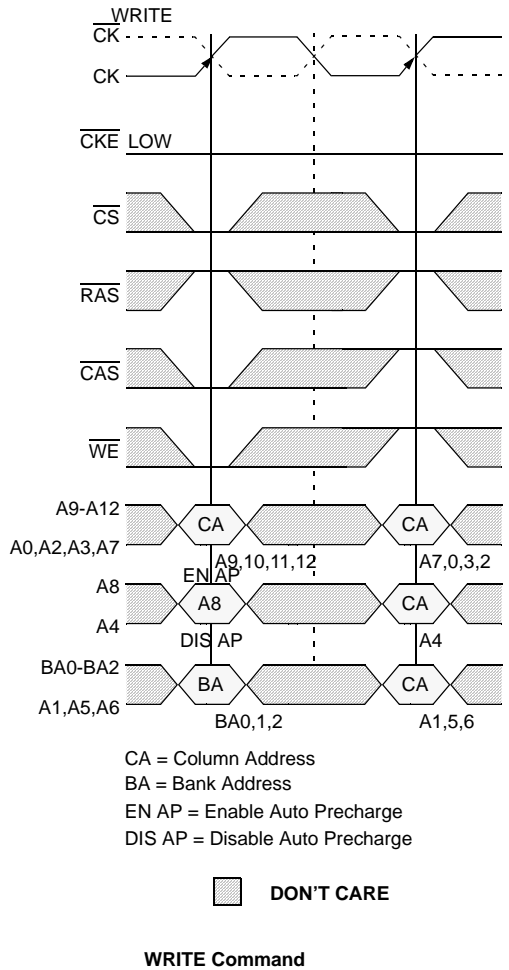 WRITE
CK
CK
CKE LOW
CS
RAS
CAS
WE
A9-A12
CA
CA
A0,A2,A3,A7
A9,10,11,12
A7,0,3,2
EN AP
A8
A8
CA
A4
DIS AP
A4
BA0-BA2
BA
CA
A1,A5,A6
BA0,1,2
A1,5,6
CA = Column Address
BA = Bank Address
EN AP = Enable Auto Precharge
DIS AP = Disable Auto Precharge
DON'T CARE
WRITE Command